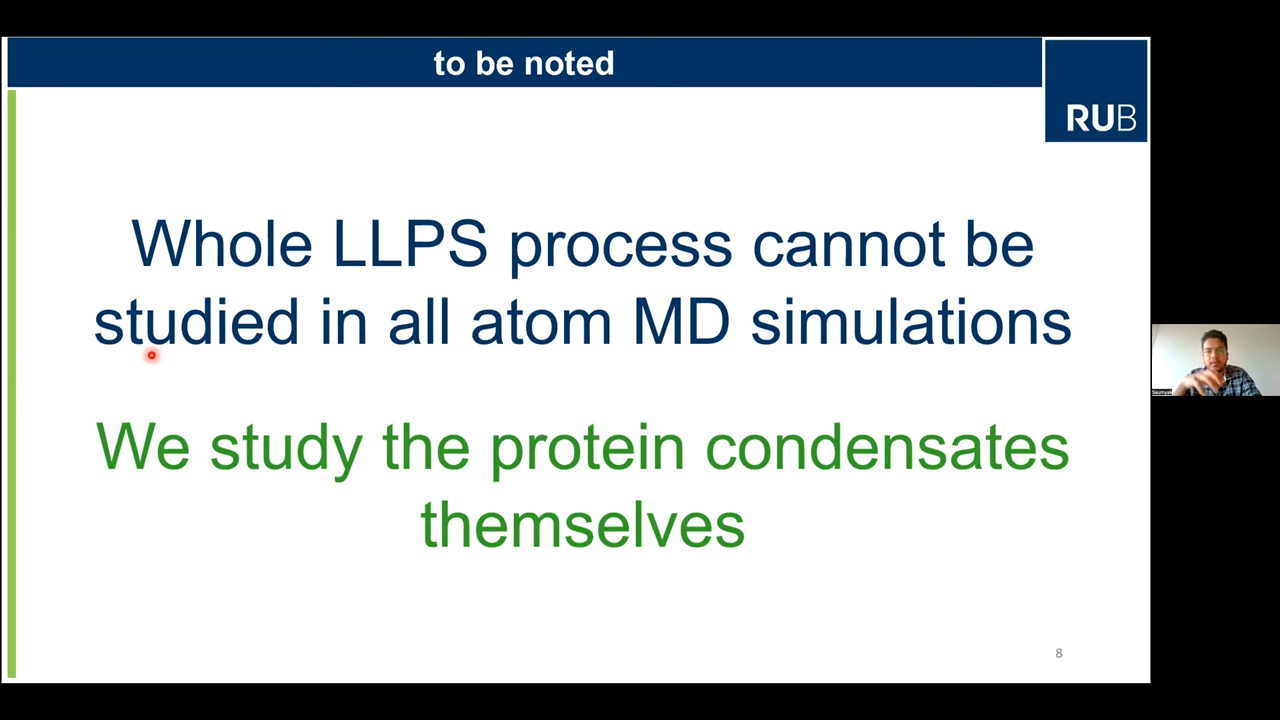 to be noted
RUB
Whole LLPS process cannot be
studied in all atom MD simulations
We study the protein condensates
themselves
8